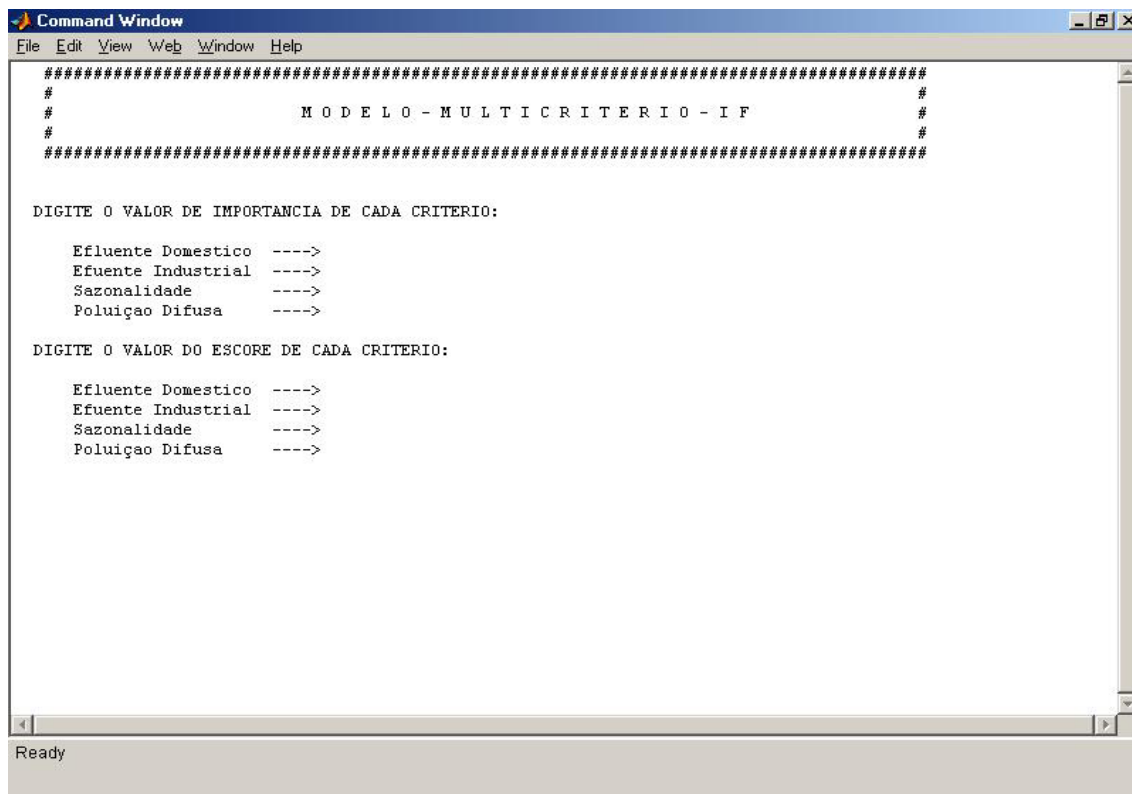 Command Window
File Edit View Web Window Help
#########################################################################################
# #
# M O D E L O - M U L T I C R I T E R I O - I F #
# #
#########################################################################################
DIGITE O VALOR DE IMPORTANCIA DE CADA CRITERIO:
Efluente Domestico ---->
Efuente Industrial ---->
Sazonalidade ---->
Poluiçao Difusa ---->
DIGITE O VALOR DO ESCORE DE CADA CRITERIO:
Efluente Domestico ---->
Efuente Industrial ---->
Sazonalidade ---->
Poluiçao Difusa ---->
Ready